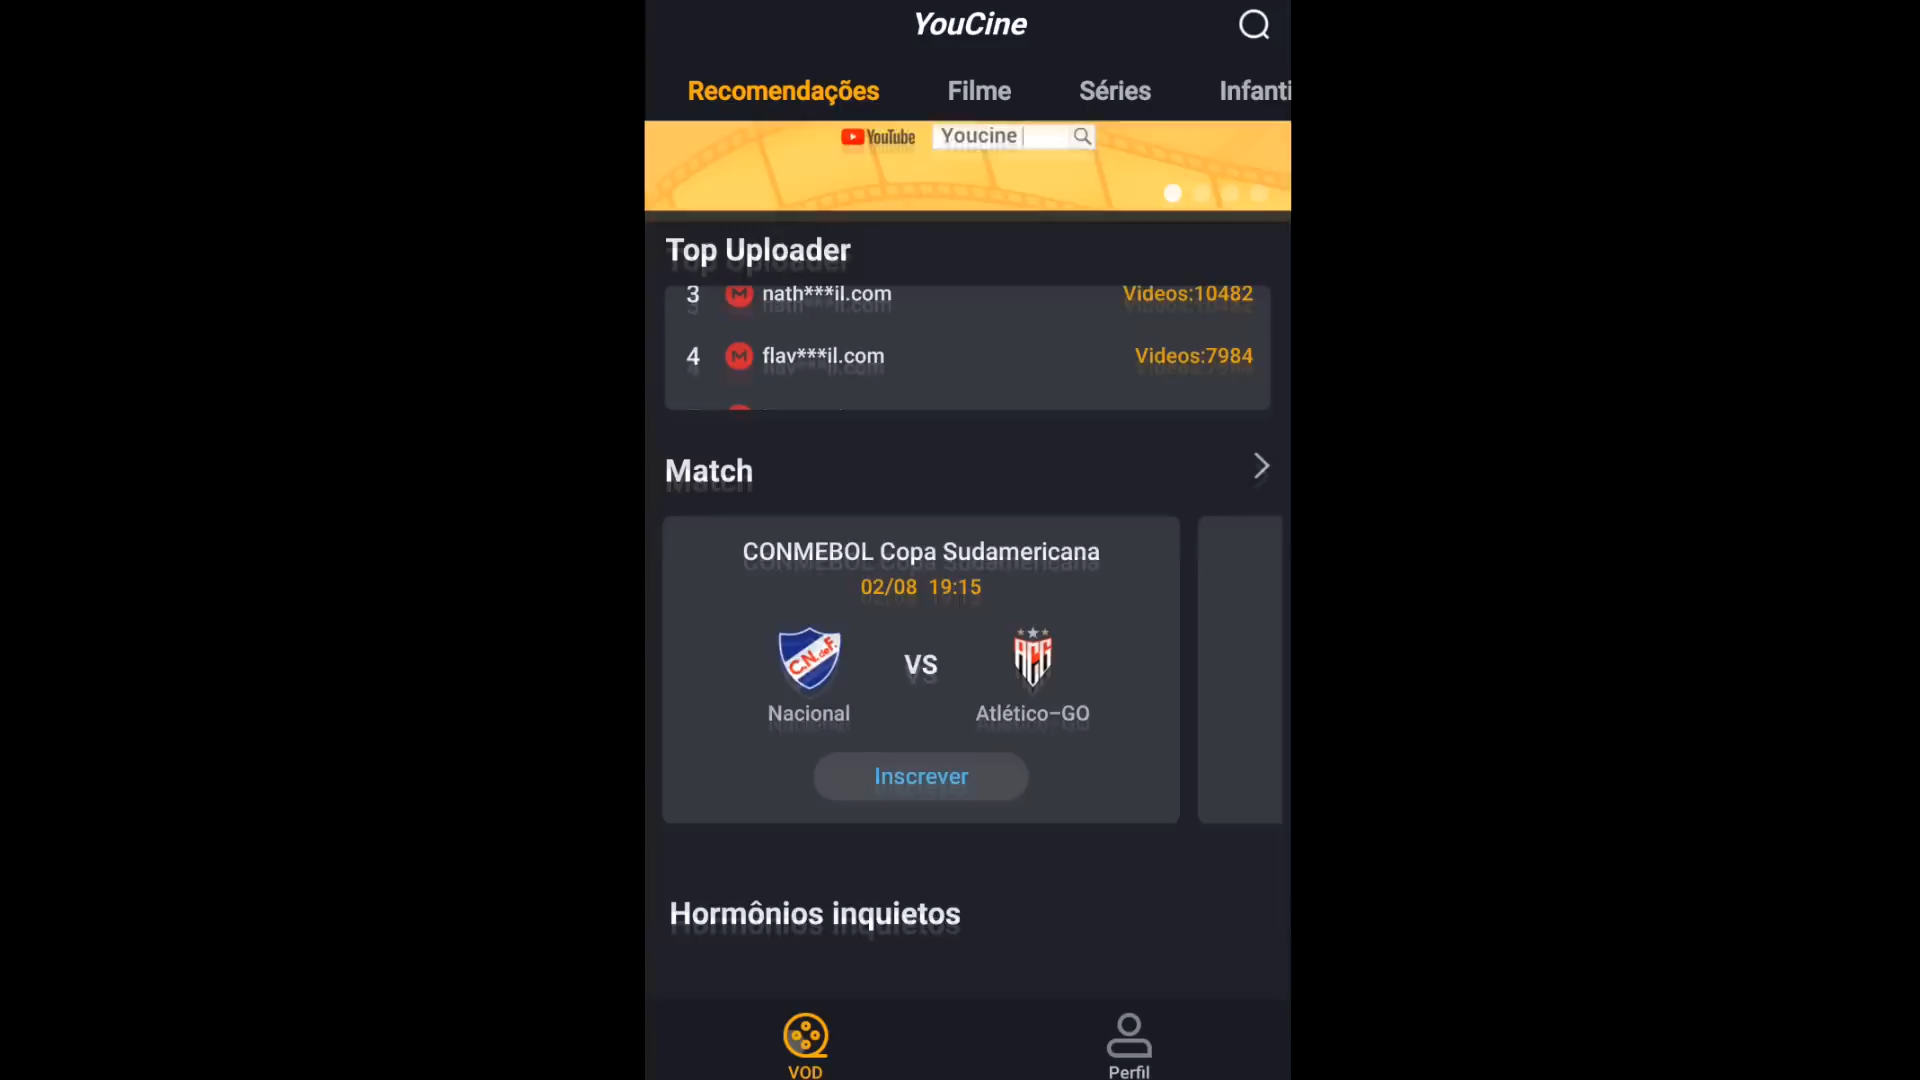 YouCine
Recomendações Filme Séries Infanti
YouTube Youcine
Top Uploader
3 M nath***il.com Videos:10482
4 M flav***il.com Videos:7984
Match
CONMEBOL Copa Sudamericana
02/08 19:15
C.N. de F. VS ACG
Nacional Atlético-GO
Inscrever
Hormônios inquietos
VOD Perfil